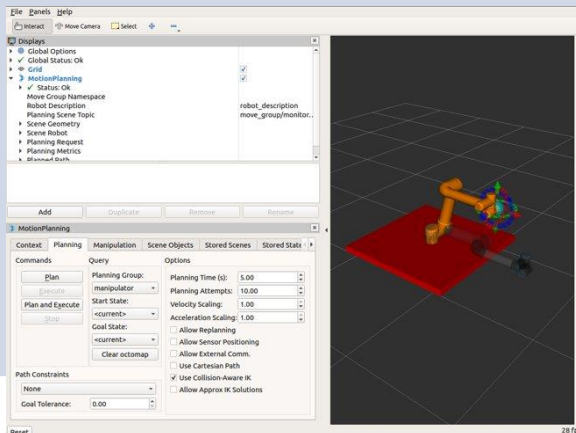 File Panels Help
Interact Move Camera Select
Displays
Global Options
Global Status: Ok
Grid
MotionPlanning
Status: Ok
Move Group Namespace
Robot Description robot_description
Planning Scene Topic move_group/monitor...
Scene Geometry
Scene Robot
Planning Request
Planning Metrics
Planned Path
Add Duplicate Remove Rename
MotionPlanning
Context Planning Manipulation Scene Objects Stored Scenes Stored State
Commands Query Options
Plan Planning Group: Planning Time (s): 5.00
Execute manipulator Planning Attempts: 10.00
Plan and Execute Start State: Velocity Scaling: 1.00
Stop <current> Acceleration Scaling: 1.00
Goal State: Allow Replanning
<current> Allow Sensor Positioning
Clear octomap Allow External Comm.
Path Constraints Use Cartesian Path
None Use Collision-Aware IK
Goal Tolerance: 0.00 Allow Approx IK Solutions
Reset 28 fp